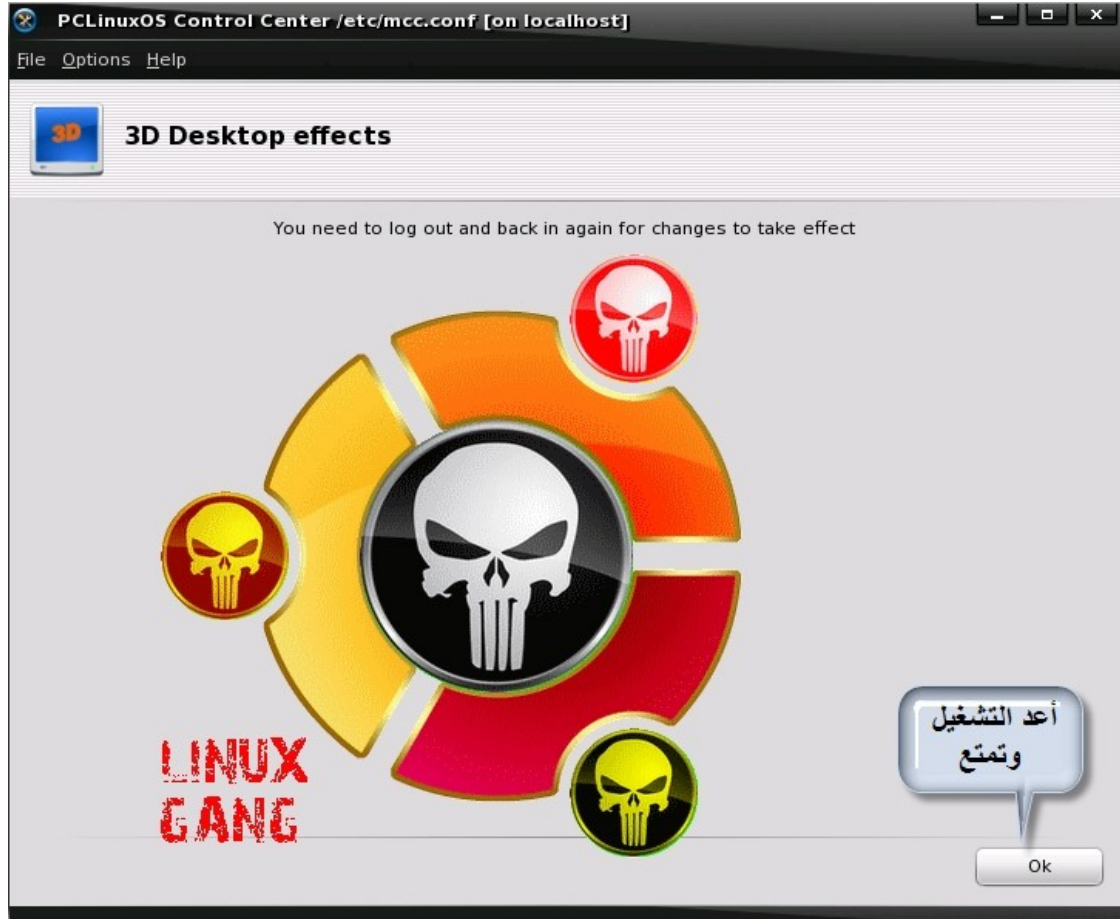 PCLinuxOS Control Center /etc/mcc.conf [on localhost]
File Options Help
3D
3D Desktop effects
You need to log out and back in again for changes to take effect
LINUX
GANG
أعد التشغيل
وتمتع
Ok